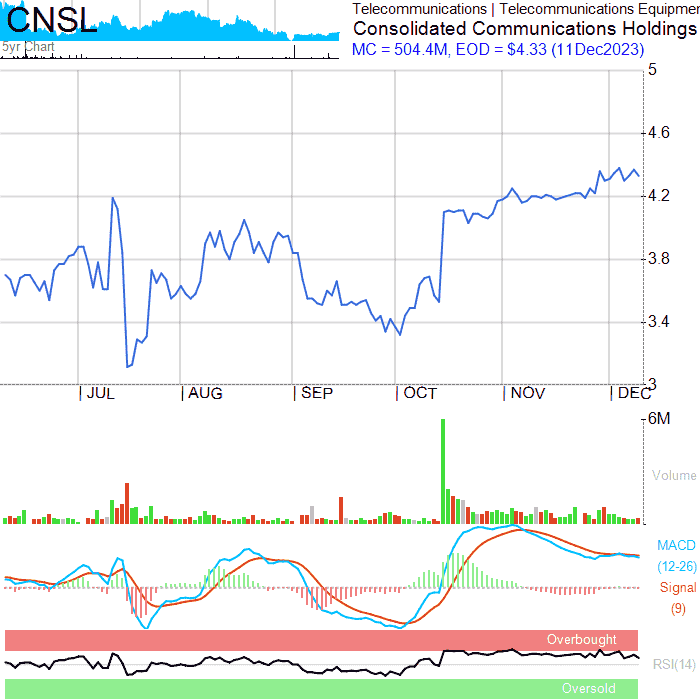 CNSL
5yr Chart
Telecommunications | Telecommunications Equipmen
Consolidated Communications Holdings
MC = 504.4M, EOD = $4.33 (11Dec2023)
5
4.6
4.2
3.8
3.4
3
JUL AUG SEP OCT NOV DEC
6M
Volume
MACD
(12-26)
Signal
(9)
Overbought
RSI(14)
Oversold